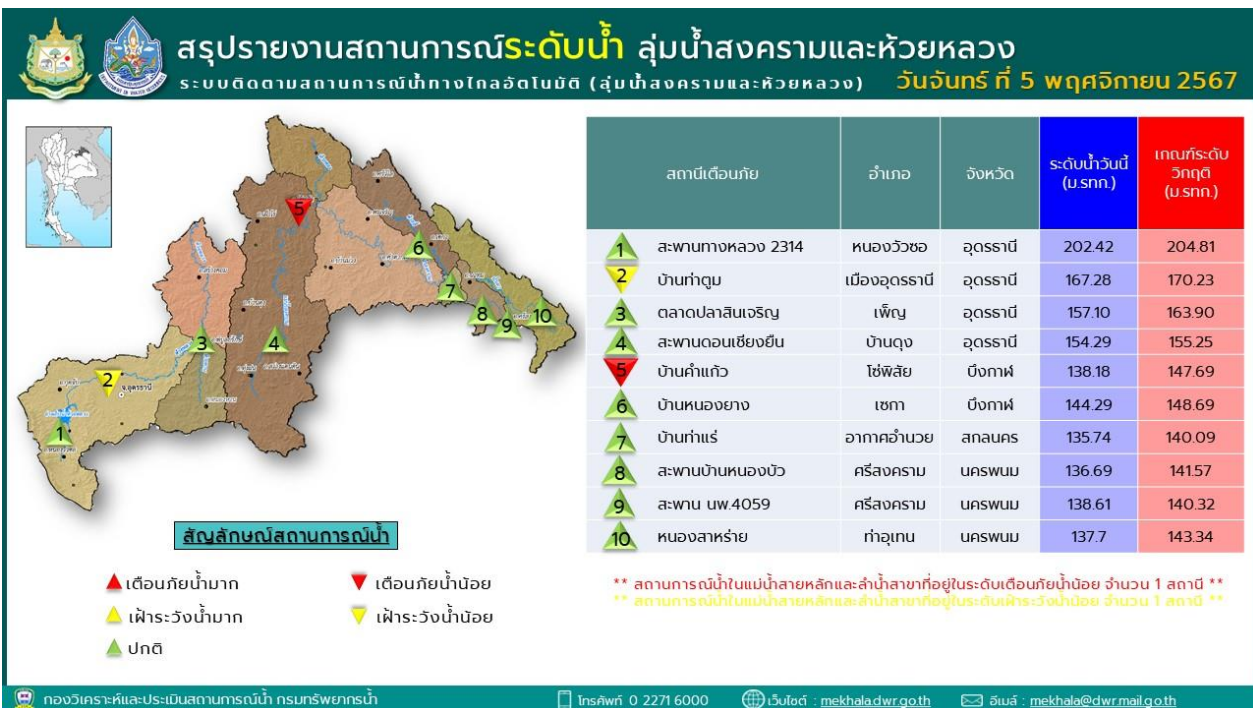 สรุปรายงานสถานการณ์ระดับน้ำ ลุ่มน้ำสงครามและห้วยหลวง
ระบบติดตามสถานการณ์น้ำทางไกลอัตโนมัติ (ลุ่มน้ำสงครามและห้วยหลวง) วันจันทร์ ที่ 5 พฤศจิกายน 2567
สถานีเตือนภัย อำเภอ จังหวัด ระดับน้ำวันนี้ (ม.รทก.) เกณฑ์ระดับวิกฤติ (ม.รทก.)
1 สะพานทางหลวง 2314 หนองวัวซอ อุดรธานี 202.42 204.81
2 บ้านท่าตูม เมืองอุดรธานี อุดรธานี 167.28 170.23
3 ตลาดปลาสินเจริญ เพ็ญ อุดรธานี 157.10 163.90
4 สะพานดอนเชียงยืน บ้านดุง อุดรธานี 154.29 155.25
5 บ้านคำแก้ว โซ่พิสัย บึงกาฬ 138.18 147.69
6 บ้านหนองยาง เซกา บึงกาฬ 144.29 148.69
7 บ้านท่าแร่ อากาศอำนวย สกลนคร 135.74 140.09
8 สะพานบ้านหนองบัว ศรีสงคราม นครพนม 136.69 141.57
9 สะพาน นพ.4059 ศรีสงคราม นครพนม 138.61 140.32
10 หนองสาหร่าย ท่าอุเทน นครพนม 137.7 143.34
5
6
7
8
9
10
3
4
2
จ.อุดรธานี
1
สัญลักษณ์สถานการณ์น้ำ
เตือนภัยน้ำมาก เตือนภัยน้ำน้อย
เฝ้าระวังน้ำมาก เฝ้าระวังน้ำน้อย
ปกติ
** สถานการณ์น้ำในแม่น้ำสายหลักและลำน้ำสาขาที่อยู่ในระดับเตือนภัยน้ำน้อย จำนวน 1 สถานี **
** สถานการณ์น้ำในแม่น้ำสายหลักและลำน้ำสาขาที่อยู่ในระดับเฝ้าระวังน้ำน้อย จำนวน 1 สถานี **
กองวิเคราะห์และประเมินสถานการณ์น้ำ กรมทรัพยากรน้ำ โทรศัพท์ 0 2271 6000 เว็บไซต์ : mekhala.dwr.go.th อีเมล์ : mekhala@dwr.mail.go.th